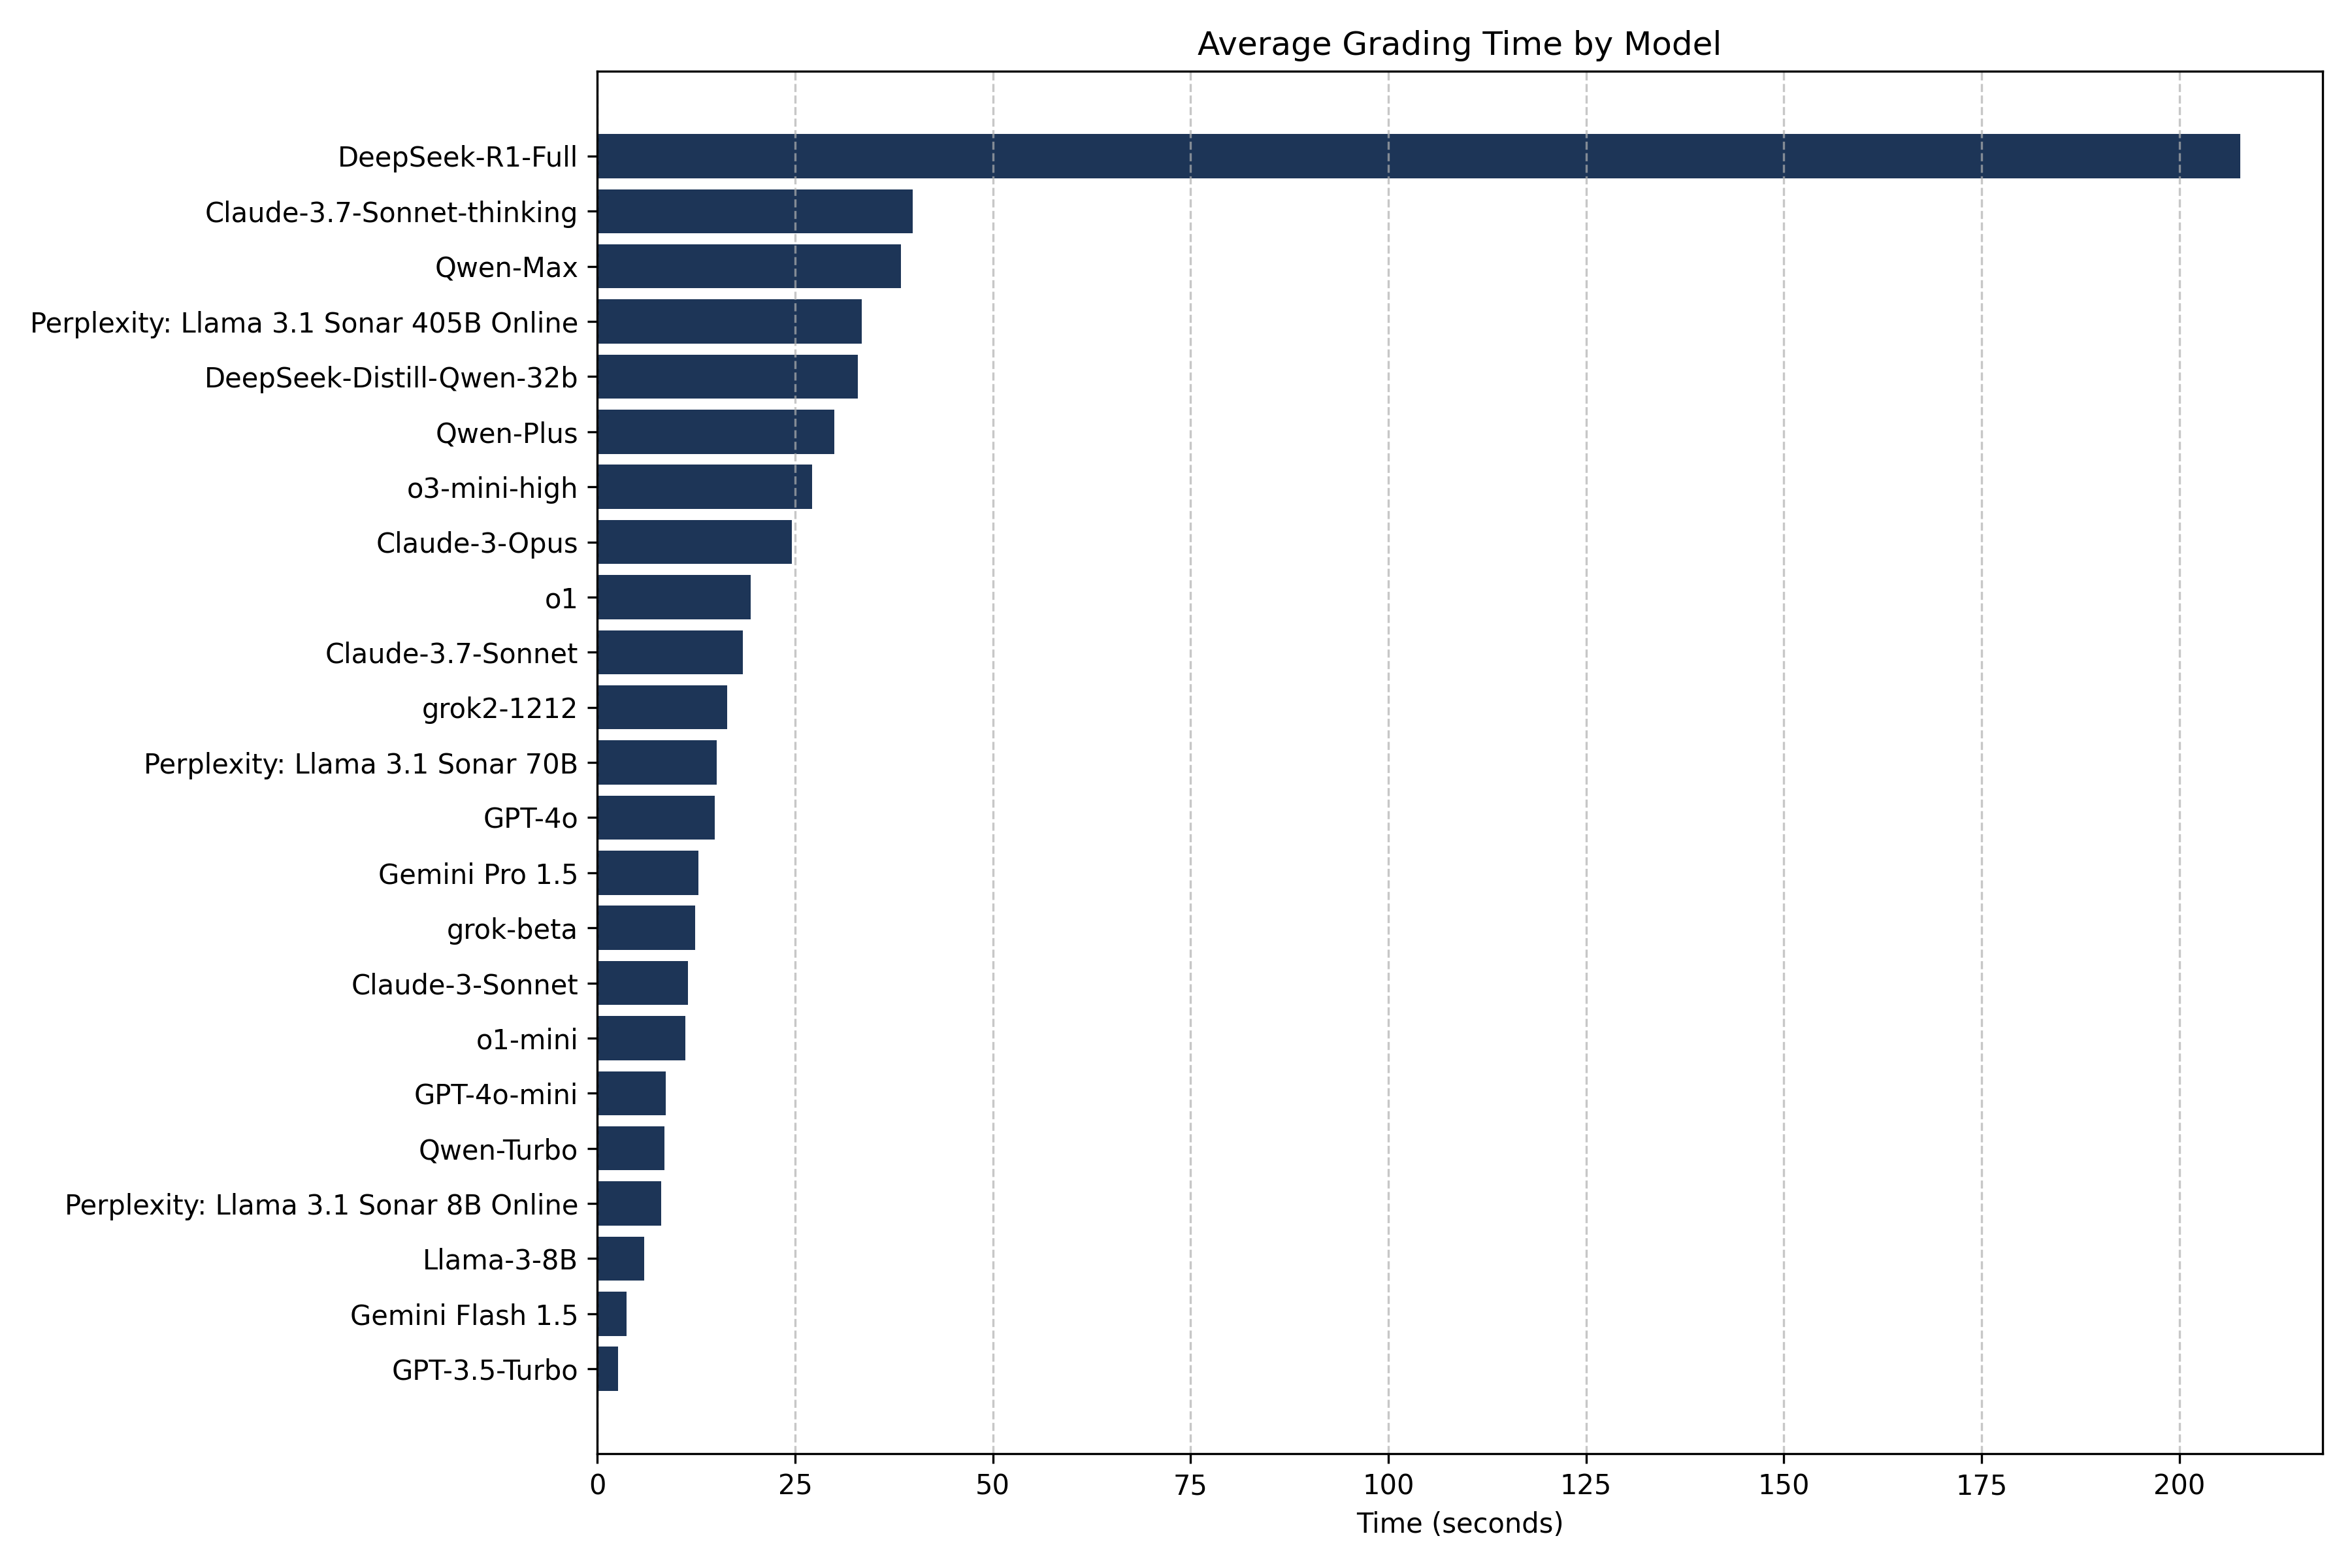 Average Grading Time by Model
DeepSeek-R1-Full
Claude-3.7-Sonnet-thinking
Qwen-Max
Perplexity: Llama 3.1 Sonar 405B Online
DeepSeek-Distill-Qwen-32b
Qwen-Plus
o3-mini-high
Claude-3-Opus
o1
Claude-3.7-Sonnet
grok2-1212
Perplexity: Llama 3.1 Sonar 70B
GPT-4o
Gemini Pro 1.5
grok-beta
Claude-3-Sonnet
o1-mini
GPT-4o-mini
Qwen-Turbo
Perplexity: Llama 3.1 Sonar 8B Online
Llama-3-8B
Gemini Flash 1.5
GPT-3.5-Turbo
0 25 50 75 100 125 150 175 200
Time (seconds)